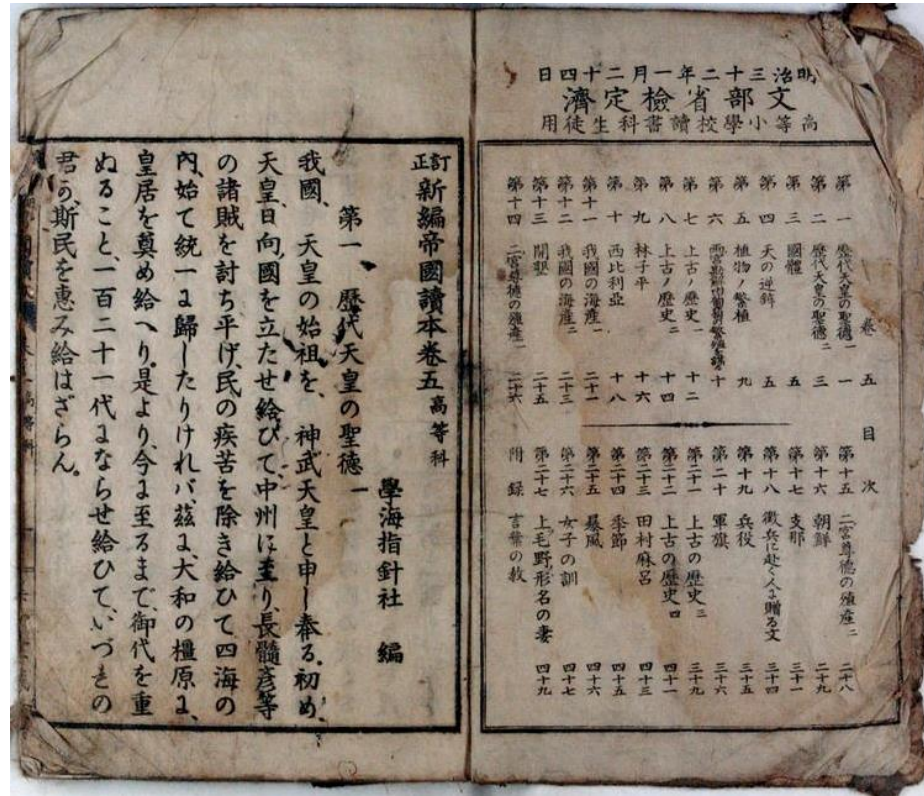 明治三十二年一月二十四日
文部省檢定濟
高等小學校讀書科生徒用
卷五 目次
第一 歷代天皇の聖德 一 一
第二 歷代天皇の聖德 二 三
第三 國體 五
第四 天の逆鉾 五
第五 植物ノ繁植 九
第六 十
第七 上古ノ歷史 一 十二
第八 上古ノ歷史 二 十四
第九 林子平 十六
第十 西比利亞 十八
第十一 我國の海産 一 二十一
第十二 我國の海産 二 二十三
第十三 開墾 二十五
第十四 二宮尊德の殖産 一 二十六
第十五 二宮尊德の殖産 二 二十八
第十六 朝鮮 二十九
第十七 支那 三十一
第十八 徵兵に赴く人に贈る文 三十四
第十九 兵役 三十五
第二十 軍旗 三十六
第二十一 上古の歷史 三 三十九
第二十二 上古の歷史 四 四十一
第二十三 田村麻呂 四十三
第二十四 季節 四十五
第二十五 暴風 四十六
第二十六 女子の訓 四十七
第二十七 上毛野形名の妻 四十九
附錄 言葉の敎 四十九
訂正 新編帝國讀本卷五 高等科
學海指針社 編
第一、歷代天皇の聖德 一
我國、天皇の始祖を、神武天皇と申し奉る。初め、
天皇、日向國を立たせ給ひて、中州に至り、長髓彦等
の諸賊を討ち平げ、民の疾苦を除き給ひて四海の
內、始て統一に歸したりければ、茲に、大和の橿原に、
皇居を奠め給へり。是より、今に至るまで、御代を重
ぬること、一百二十一代にならせ給ひて、いづれの
君か、斯民を惠み給はざらん。